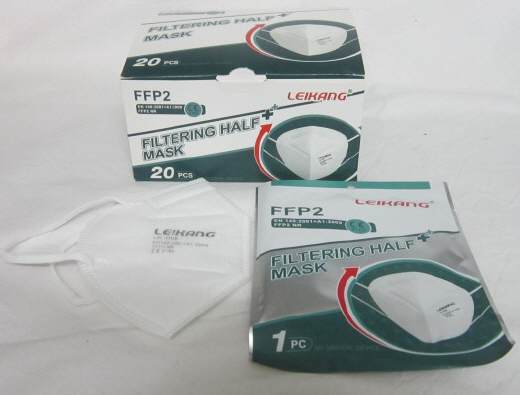 FILTERING HALF
MASK
20 PCS
FFP2
LEIKANG®
EN 149:2001+A1:2009
FFP2 NR
FILTERING HALF
MASK
20 PCS
LEIKANG
FFP2
LEIKANG®
EN 149:2001+A1:2009
FFP2 NR
FILTERING HALF
MASK
1 PC